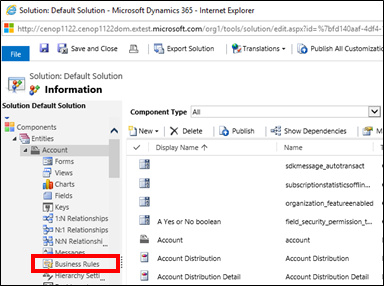 Solution: Default Solution - Microsoft Dynamics 365 - Internet Explorer
http://cenop1122.cenop1122dom.extest.microsoft.com/org1/tools/solution/edit.aspx?id=%7bfd140aaf-4df4-
File
Save and Close
Export Solution
Translations
Publish All Customizations
Solution: Default Solution
Information
Solution Default Solution
Component Type
All
Components
Entities
New
Delete
Publish
Show Dependencies
Mana
Account
Display Name
Name
Forms
sdkmessage_autotransact
Views
subscriptionstatisticsofflin...
Charts
Fields
organization_featureenabled
Keys
1:N Relationships
A Yes or No boolean
field_security_permission_t...
N:1 Relationships
Account
account
N:N Relationshi...
Messages
Account Distribution
Account Distribution
Business Rules
Hierarchy Setti...
Account Distribution Detail
Account Distribution Detail